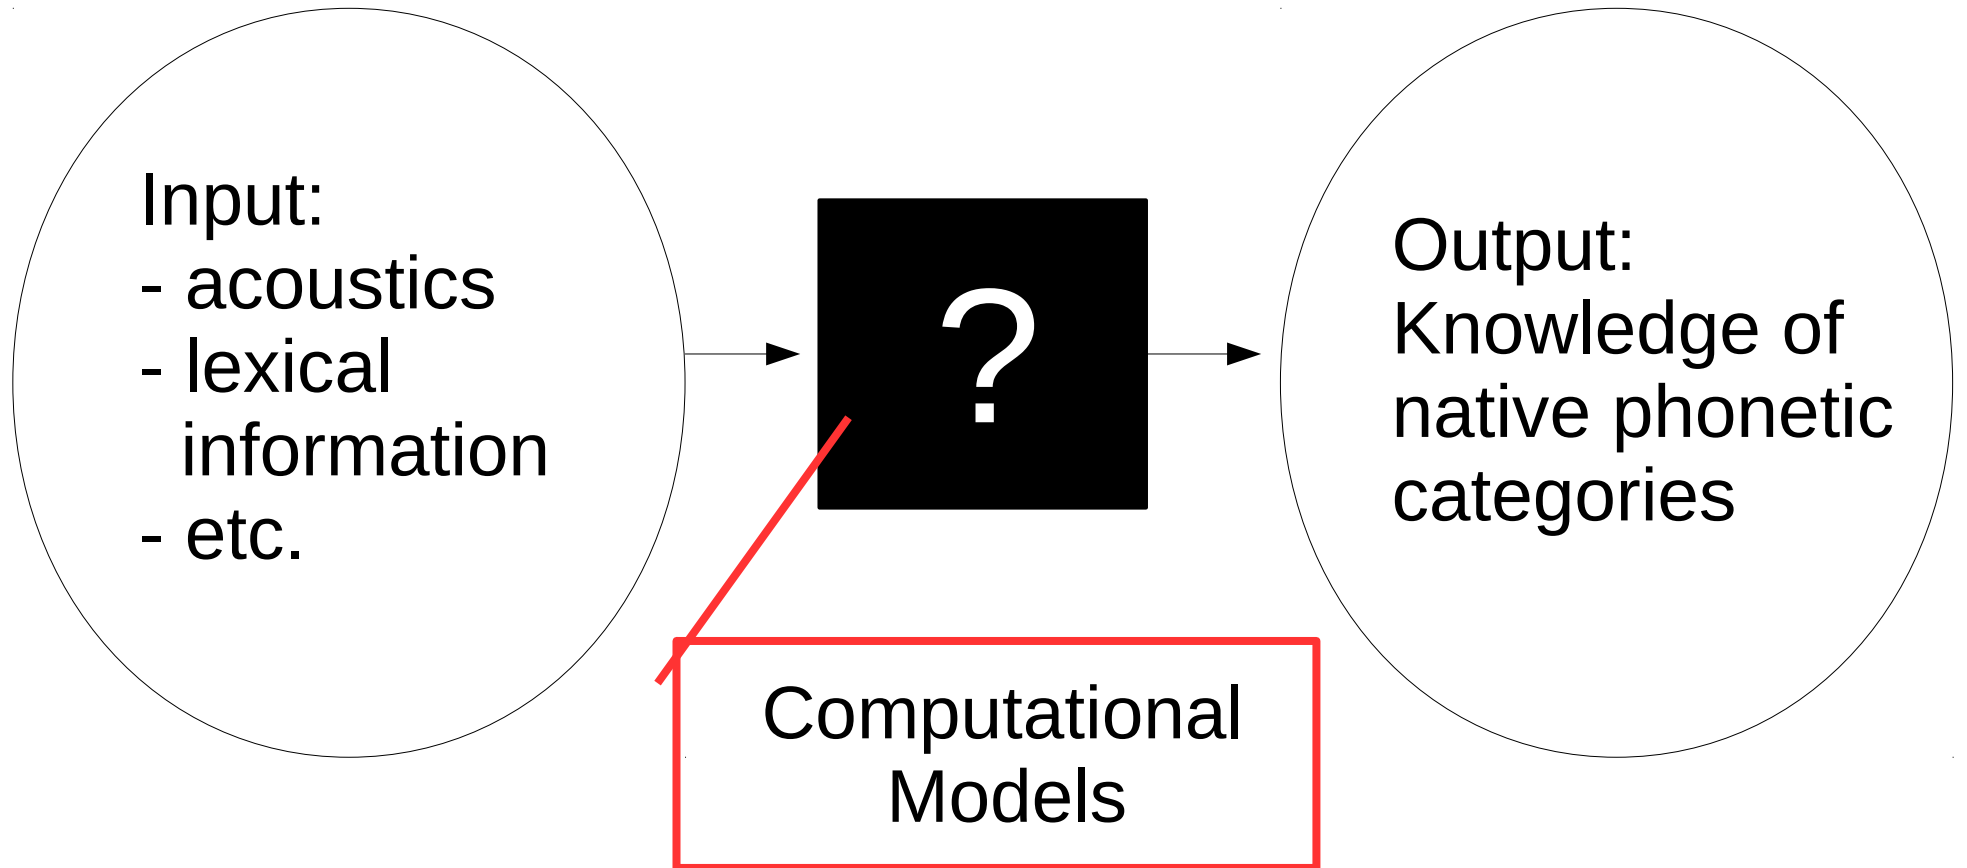 Input:
- acoustics
- lexical
information
- etc.
?
Output:
Knowledge of
native phonetic
categories
Computational
Models